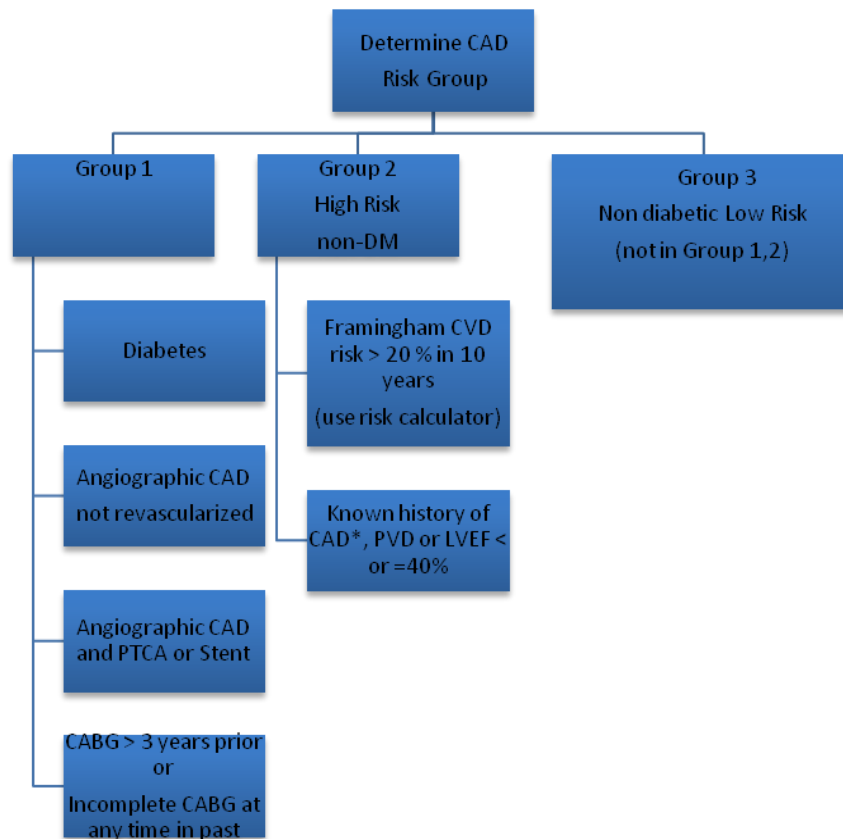 Determine CAD
Risk Group
Group 1
Group 2
High Risk
non-DM
Group 3
Non diabetic Low Risk
(not in Group 1,2)
Diabetes
Angiographic CAD
not revascularized
Angiographic CAD
and PTCA or Stent
CABG > 3 years prior
or
Incomplete CABG at
any time in past
Framingham CVD
risk > 20 % in 10
years
(use risk calculator)
Known history of
CAD*, PVD or LVEF <
or =40%